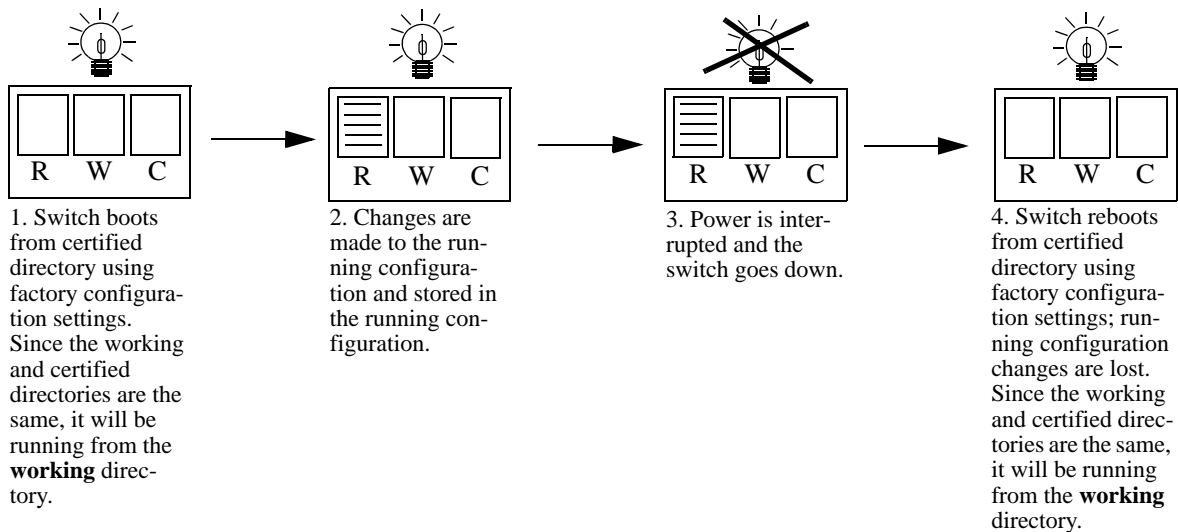 R W C
1. Switch boots
from certified
directory using
factory configura-
tion settings.
Since the working
and certified
directories are the
same, it will be
running from the
working direc-
tory.
R W C
2. Changes are
made to the run-
ning configura-
tion and stored in
the running con-
figuration.
R W C
3. Power is inter-
rupted and the
switch goes down.
R W C
4. Switch reboots
from certified
directory using
factory configura-
tion settings; run-
ning configuration
changes are lost.
Since the working
and certified direc-
tories are the same,
it will be running
from the working
directory.